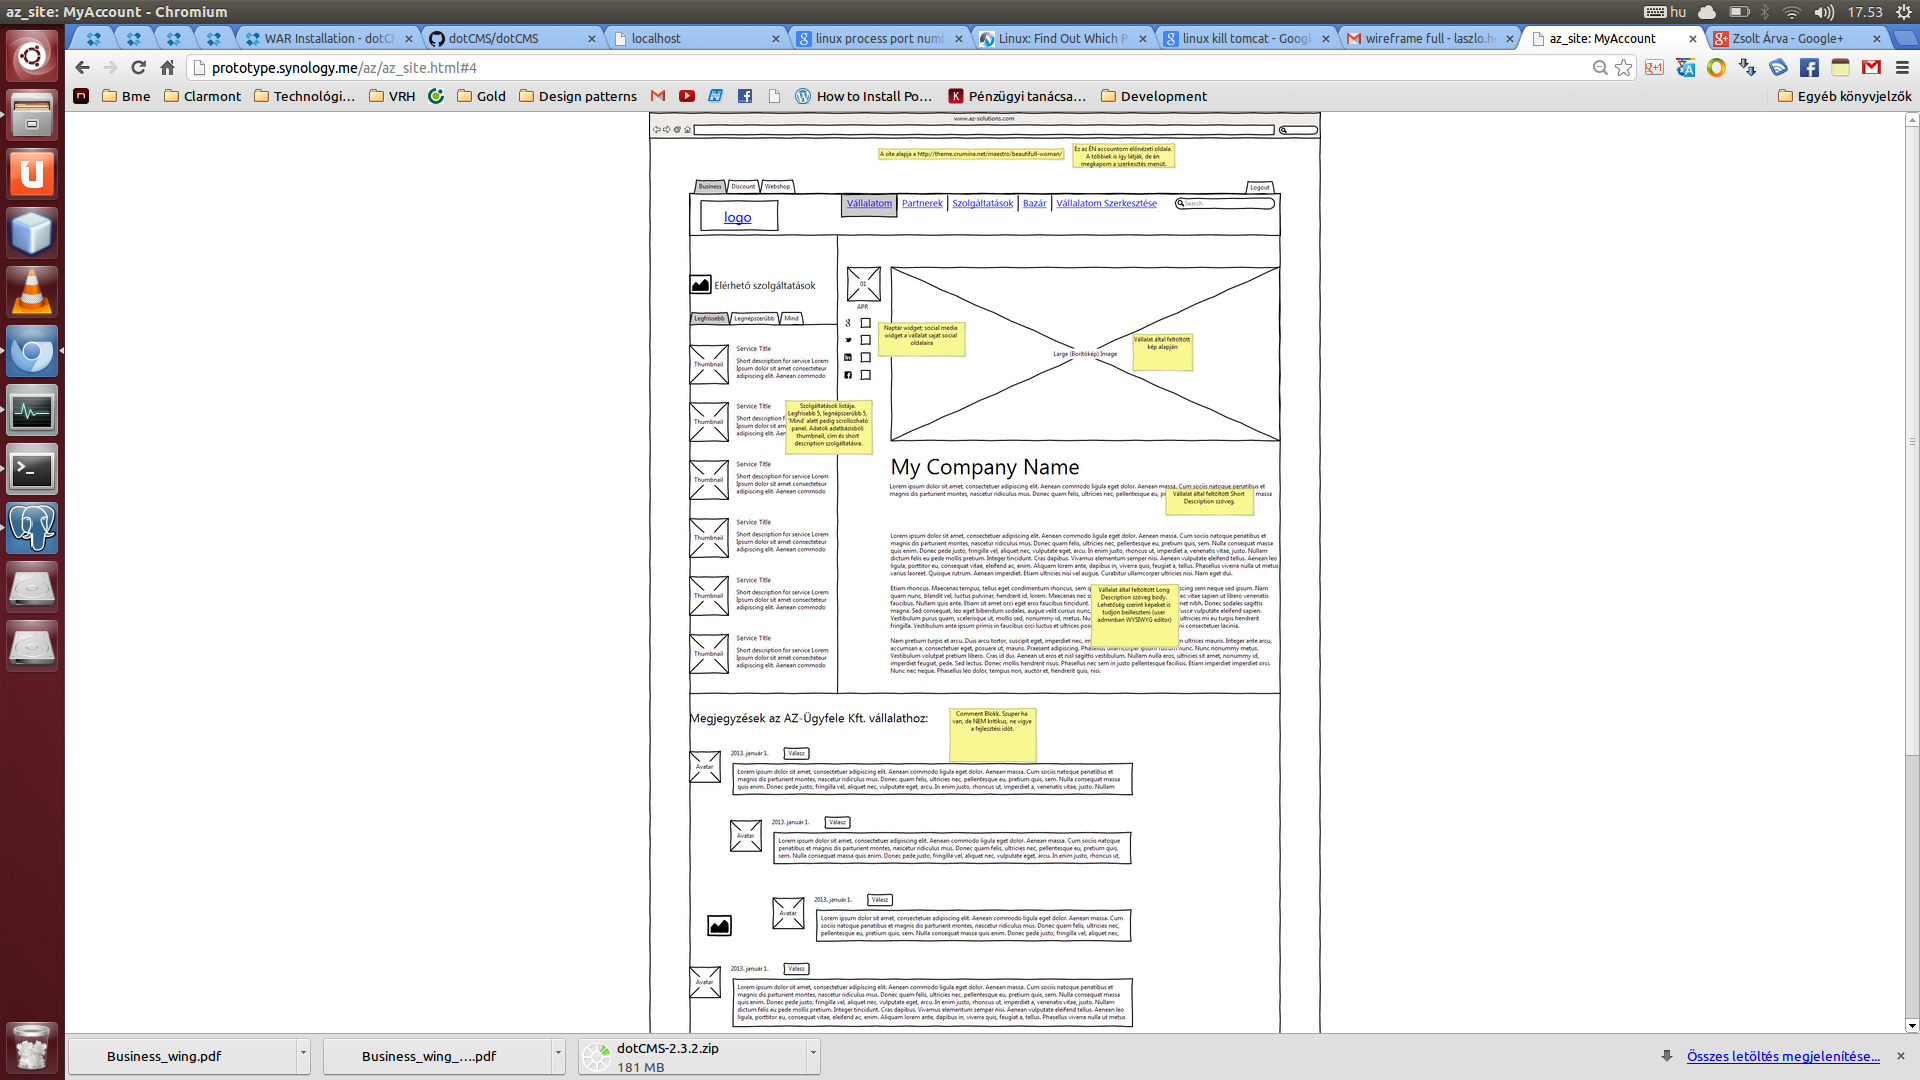 az_site: MyAccount - Chromium
hu
17.53
WAR Installation - dotC
dotCMS/dotCMS
localhost
linux process port num
Linux: Find Out Which P
linux kill tomcat - Goog
wireframe full - laszlo.h
az_site: MyAccount
Zsolt Árva - Google+
prototype.synology.me/az/az_site.html#4
Bme
Clarmont
Technológi...
VRH
Gold
Design patterns
How to Install Po...
Pénzügyi tanácsa...
Development
Egyéb könyvjelzők
www.az-solutions.com
A site alapja a http://theme.crumina.net/maestro/beautifull-woman/
Ez az ÉN accountom előnézeti oldala.
A többiek is így látják, de én
megkapom a szerkesztés menüt.
Business
Discount
Webshop
Logout
logo
Vállalatom
Partnerek
Szolgáltatások
Bazár
Vállalatom Szerkesztése
Search
Elérhető szolgáltatások
01
APR
Legfrissebb
Legnépszerűbb
Mind
Naptár widget; social media
widget a vállalat saját social
oldalaira
Large (Borítókép) Image
Vállalat által feltöltött
kép alapján
Thumbnail
Service Title
Short description for service Lorem
Ipsum dolor sit amet consecteteur
adipiscing elit. Aenean commodo
Thumbnail
Service Title
Short description f
Ipsum dolor sit am
adipiscing elit. Aer
Szolgáltatások listája.
Legfrisebb 5, legnépszerűbb 5,
'Mind' alatt pedig scrollozható
panel. Adatok adatbázisból:
thumbnail, cím és short
description szolgáltatásra.
Thumbnail
Service Title
Short description for service Lorem
Ipsum dolor sit amet consecteteur
adipiscing elit. Aenean commodo
Thumbnail
Service Title
Short description for service Lorem
Ipsum dolor sit amet consecteteur
adipiscing elit. Aenean commodo
Thumbnail
Service Title
Short description for service Lorem
Ipsum dolor sit amet consecteteur
adipiscing elit. Aenean commodo
Thumbnail
Service Title
Short description for service Lorem
Ipsum dolor sit amet consecteteur
adipiscing elit. Aenean commodo
My Company Name
Lorem ipsum dolor sit amet, consectetuer adipiscing elit. Aenean commodo ligula eget dolor. Aenean massa. Cum sociis natoque penatibus et
magnis dis parturient montes, nascetur ridiculus mus. Donec quam felis, ultricies nec, pellentesque eu, p massa
Vállalat által feltöltött Short
Description szöveg.
Lorem ipsum dolor sit amet, consectetuer adipiscing elit. Aenean commodo ligula eget dolor. Aenean massa. Cum sociis natoque penatibus et
magnis dis parturient montes, nascetur ridiculus mus. Donec quam felis, ultricies nec, pellentesque eu, pretium quis, sem. Nulla consequat massa
quis enim. Donec pede justo, fringilla vel, aliquet nec, vulputate eget, arcu. In enim justo, rhoncus ut, imperdiet a, venenatis vitae, justo. Nullam
dictum felis eu pede mollis pretium. Integer tincidunt. Cras dapibus. Vivamus elementum semper nisi. Aenean vulputate eleifend tellus. Aenean leo
ligula, porttitor eu, consequat vitae, eleifend ac, enim. Aliquam lorem ante, dapibus in, viverra quis, feugiat a, tellus. Phasellus viverra nulla ut metus
varius laoreet. Quisque rutrum. Aenean imperdiet. Etiam ultricies nisi vel augue. Curabitur ullamcorper ultricies nisi. Nam eget dui.
Etiam rhoncus. Maecenas tempus, tellus eget condimentum rhoncus, sem q scing sem neque sed ipsum. Nam
quam nunc, blandit vel, luctus pulvinar, hendrerit id, lorem. Maecenas nec o vitae sapien ut libero venenatis
faucibus. Nullam quis ante. Etiam sit amet orci eget eros faucibus tincidunt. met nibh. Donec sodales sagittis
magna. Sed consequat, leo eget bibendum sodales, augue velit cursus nunc, fusce vulputate eleifend sapien.
Vestibulum purus quam, scelerisque ut, mollis sed, nonummy id, metus. Nu ultricies mi eu turpis hendrerit
fringilla. Vestibulum ante ipsum primis in faucibus orci luctus et ultrices pos mi consectetuer lacinia.
Vállalat által feltöltött Long
Description szöveg body.
Lehetőség szerint képeket is
tudjon beilleszteni (user
adminban WYSIWYG editor)
Nam pretium turpis et arcu. Duis arcu tortor, suscipit eget, imperdiet nec, im ultrices mauris. Integer ante arcu,
accumsan a, consectetuer eget, posuere ut, mauris. Praesent adipiscing. Phasellus ullamcorper ipsum rutrum nunc. Nunc nonummy metus.
Vestibulum volutpat pretium libero. Cras id dui. Aenean ut eros et nisl sagittis vestibulum. Nullam nulla eros, ultricies sit amet, nonummy id,
imperdiet feugiat, pede. Sed lectus. Donec mollis hendrerit risus. Phasellus nec sem in justo pellentesque facilisis. Etiam imperdiet imperdiet orci.
Nunc nec neque. Phasellus leo dolor, tempus non, auctor et, hendrerit quis, nisi.
Megjegyzések az AZ-Ügyfele Kft. vállalathoz:
Comment Blokk. Szuper ha
van, de NEM kritikus, ne vigye
a fejlesztési időt.
Avatar
2013. január 1.
Válasz
Lorem ipsum dolor sit amet, consectetuer adipiscing elit. Aenean commodo ligula eget dolor. Aenean massa. Cum sociis natoque penatibus et
magnis dis parturient montes, nascetur ridiculus mus. Donec quam felis, ultricies nec, pellentesque eu, pretium quis, sem. Nulla consequat massa
quis enim. Donec pede justo, fringilla vel, aliquet nec, vulputate eget, arcu. In enim justo, rhoncus ut, imperdiet a, venenatis vitae, justo. Nullam
Avatar
2013. január 1.
Válasz
Lorem ipsum dolor sit amet, consectetuer adipiscing elit. Aenean commodo ligula eget dolor. Aenean massa. Cum sociis natoque
penatibus et magnis dis parturient montes, nascetur ridiculus mus. Donec quam felis, ultricies nec, pellentesque eu, pretium quis,
sem. Nulla consequat massa quis enim. Donec pede justo, fringilla vel, aliquet nec, vulputate eget, arcu. In enim justo, rhoncus ut,
Avatar
2013. január 1.
Válasz
Lorem ipsum dolor sit amet, consectetuer adipiscing elit. Aenean commodo ligula eget dolor. Aenean massa. Cum
sociis natoque penatibus et magnis dis parturient montes, nascetur ridiculus mus. Donec quam felis, ultricies nec,
pellentesque eu, pretium quis, sem. Nulla consequat massa quis enim. Donec pede justo, fringilla vel, aliquet nec,
Avatar
2013. január 1.
Válasz
Lorem ipsum dolor sit amet, consectetuer adipiscing elit. Aenean commodo ligula eget dolor. Aenean massa. Cum sociis natoque penatibus et
magnis dis parturient montes, nascetur ridiculus mus. Donec quam felis, ultricies nec, pellentesque eu, pretium quis, sem. Nulla consequat massa
quis enim. Donec pede justo, fringilla vel, aliquet nec, vulputate eget, arcu. In enim justo, rhoncus ut, imperdiet a, venenatis vitae, justo. Nullam
dictum felis eu pede mollis pretium. Integer tincidunt. Cras dapibus. Vivamus elementum semper nisi. Aenean vulputate eleifend tellus. Aenean leo
ligula, porttitor eu, consequat vitae, eleifend ac, enim. Aliquam lorem ante, dapibus in, viverra quis, feugiat a, tellus. Phasellus viverra nulla ut metus
Business_wing.pdf
Business_wing_....pdf
dotCMS-2.3.2.zip
181 MB
Összes letöltés megjelenítése...